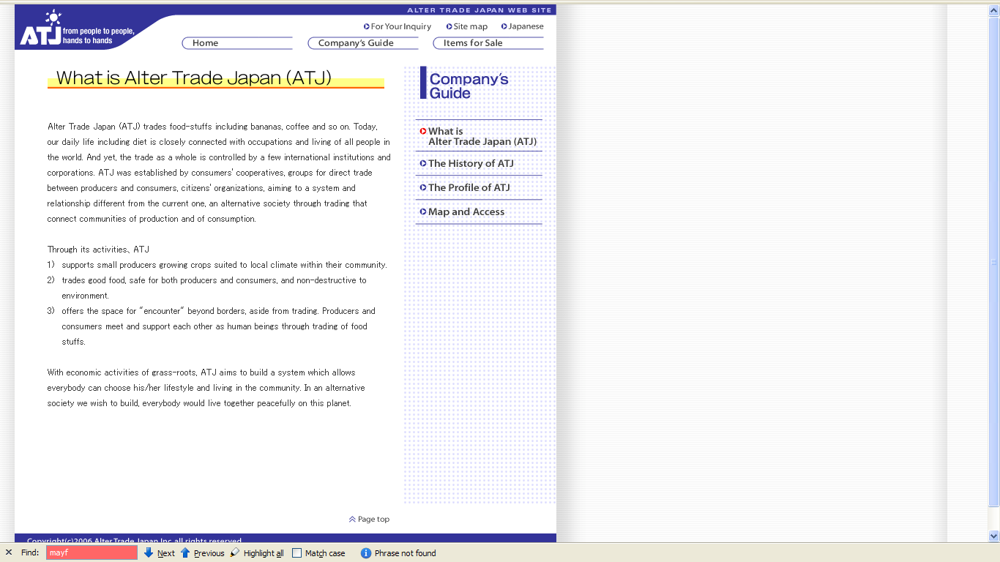 ALTER TRADE JAPAN WEB SITE
ATJ from people to people,
hands to hands
For Your Inquiry Site map Japanese
Home Company's Guide Items for Sale
What is Alter Trade Japan (ATJ)
Alter Trade Japan (ATJ) trades food-stuffs including bananas, coffee and so on. Today,
our daily life including diet is closely connected with occupations and living of all people in
the world. And yet, the trade as a whole is controlled by a few international institutions and
corporations. ATJ was established by consumers' cooperatives, groups for direct trade
between producers and consumers, citizens' organizations, aiming to a system and
relationship different from the current one, an alternative society through trading that
connect communities of production and of consumption.
Through its activities、ATJ
1) supports small producers growing crops suited to local climate within their community.
2) trades good food, safe for both producers and consumers, and non-destructive to
environment.
3) offers the space for "encounter" beyond borders, aside from trading. Producers and
consumers meet and support each other as human beings through trading of food
stuffs.
With economic activities of grass-roots, ATJ aims to build a system which allows
everybody can choose his/her lifestyle and living in the community. In an alternative
society we wish to build, everybody would live together peacefully on this planet.
Company's
Guide
What is
Alter Trade Japan (ATJ)
The History of ATJ
The Profile of ATJ
Map and Access
Page top
Copyright(c)2006 Alter Trade Japan Inc all rights reserved
Find: mayf Next Previous Highlight all Match case Phrase not found